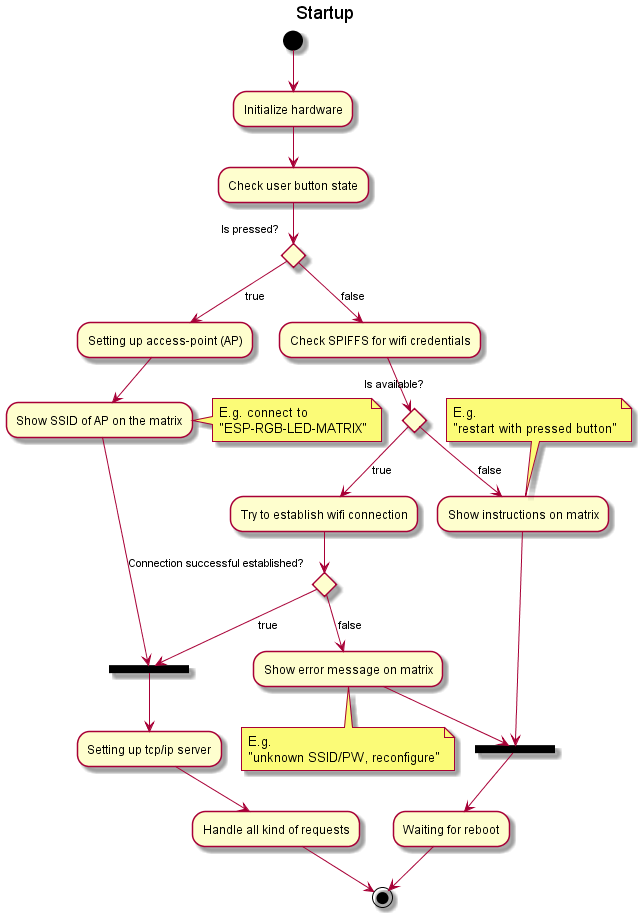 Startup
Initialize hardware
Check user button state
Is pressed?
true
false
Setting up access-point (AP)
Check SPIFFS for wifi credentials
Is available?
Show SSID of AP on the matrix
E.g. connect to
"ESP-RGB-LED-MATRIX"
E.g.
"restart with pressed button"
true
false
Try to establish wifi connection
Show instructions on matrix
Connection successful established?
true
false
Show error message on matrix
Setting up tcp/ip server
E.g.
"unknown SSID/PW, reconfigure"
Handle all kind of requests
Waiting for reboot